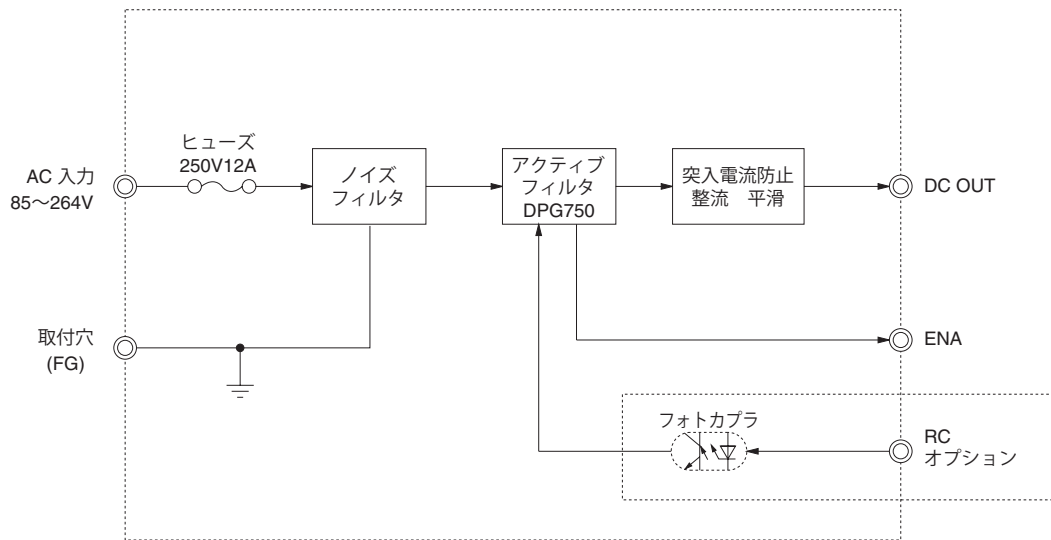 ヒューズ
250V12A
AC 入力
85～264V
ノイズ
フィルタ
アクティブ
フィルタ
DPG750
突入電流防止
整流　平滑
DC OUT
取付穴
(FG)
ENA
フォトカプラ
RC
オプション